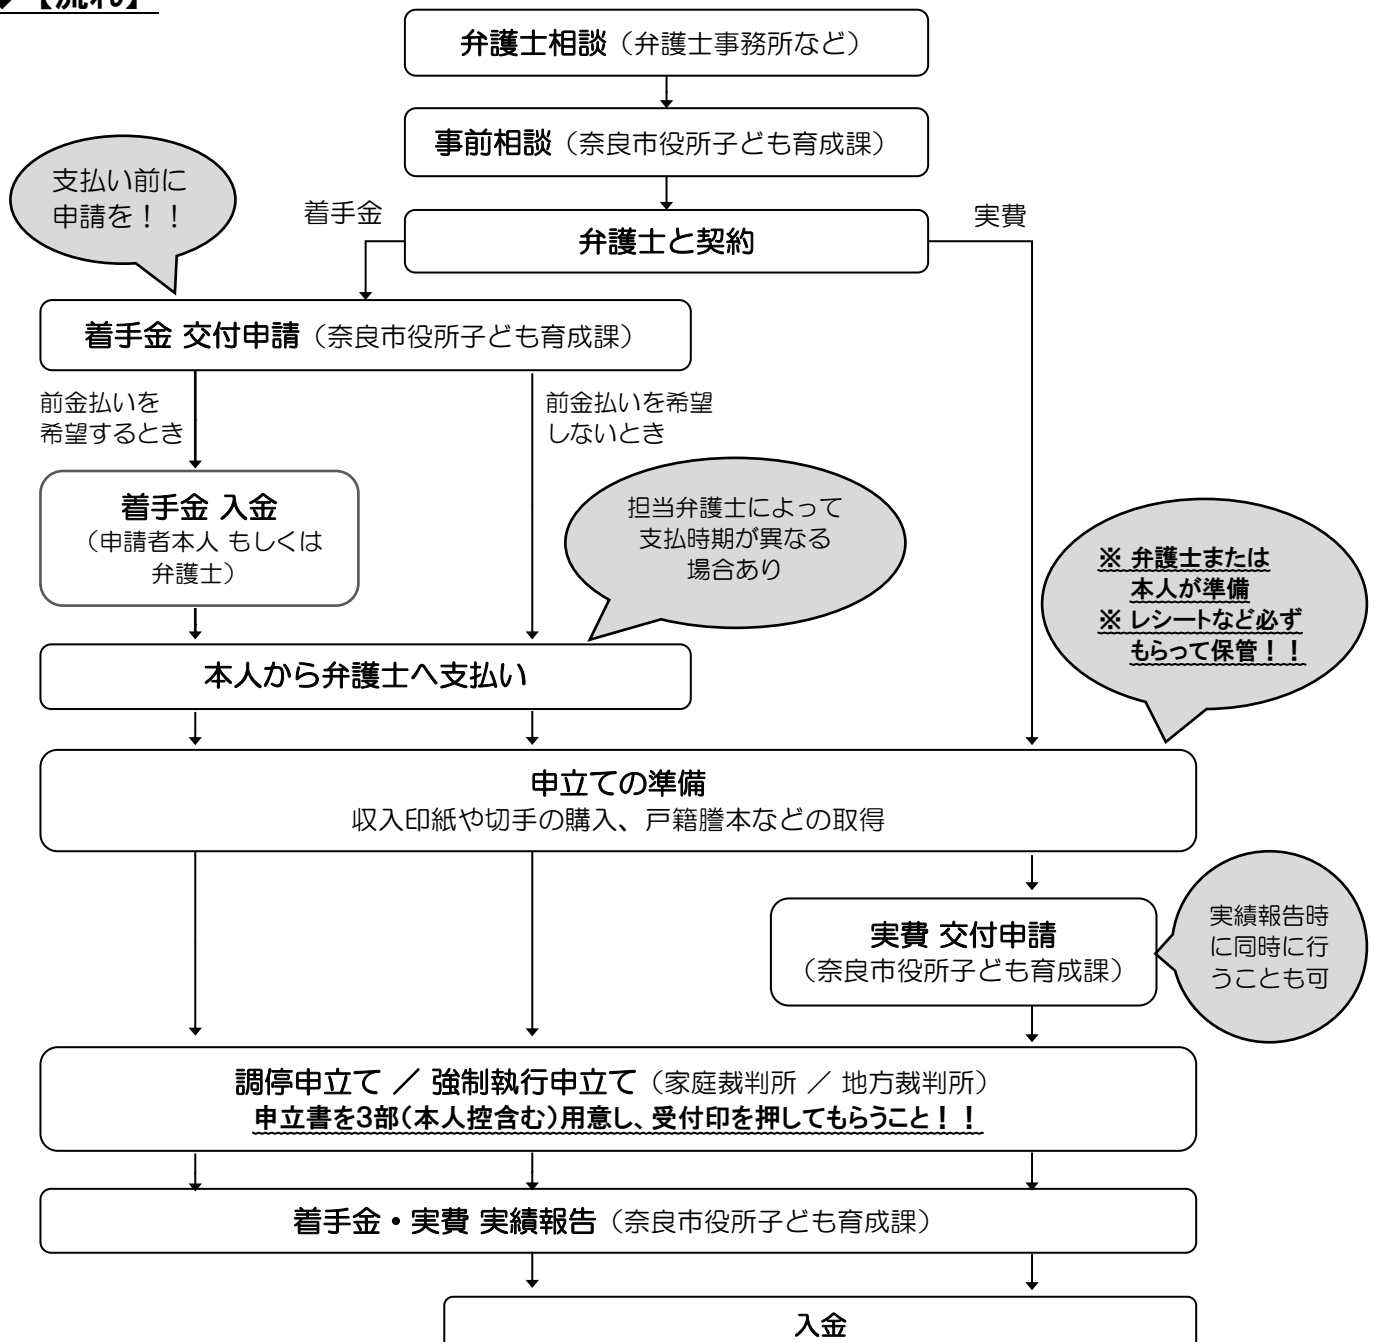 【流れ】
弁護士相談（弁護士事務所など）
事前相談（奈良市役所子ども育成課）
支払い前に
申請を！！
着手金
実費
弁護士と契約
着手金 交付申請（奈良市役所子ども育成課）
前金払いを
希望するとき
前金払いを希望
しないとき
着手金 入金
（申請者本人 もしくは
弁護士）
担当弁護士によって
支払時期が異なる
場合あり
※ 弁護士または
本人が準備
※ レシートなど必ず
もらって保管！！
本人から弁護士へ支払い
申立ての準備
収入印紙や切手の購入、戸籍謄本などの取得
実費 交付申請
（奈良市役所子ども育成課）
実績報告時
に同時に行
うことも可
調停申立て ／ 強制執行申立て（家庭裁判所 ／ 地方裁判所）
申立書を3部（本人控含む）用意し、受付印を押してもらうこと！！
着手金・実費 実績報告（奈良市役所子ども育成課）
入金